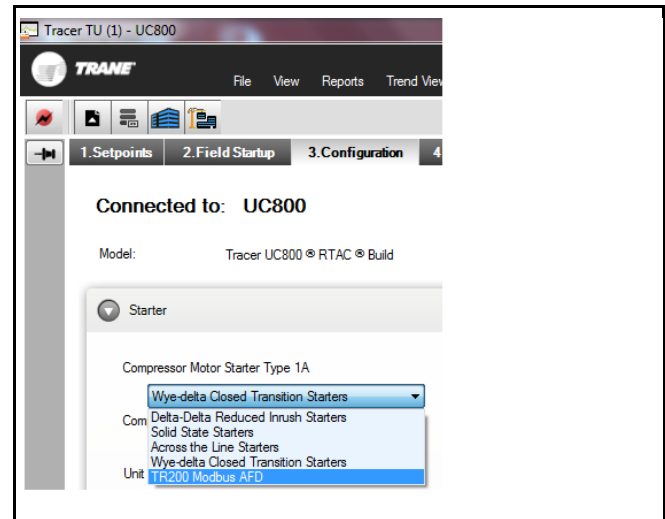 Tracer TU (1) - UC800
TRANE
File View Reports Trend View
1.Setpoints 2.Field Startup 3.Configuration 4
Connected to: UC800
Model: Tracer UC800 ® RTAC ® Build
Starter
Compressor Motor Starter Type 1A
Wye-delta Closed Transition Starters
Com
Delta-Delta Reduced Inrush Starters
Solid State Starters
Across the Line Starters
Wye-delta Closed Transition Starters
Unit
TR200 Modbus AFD